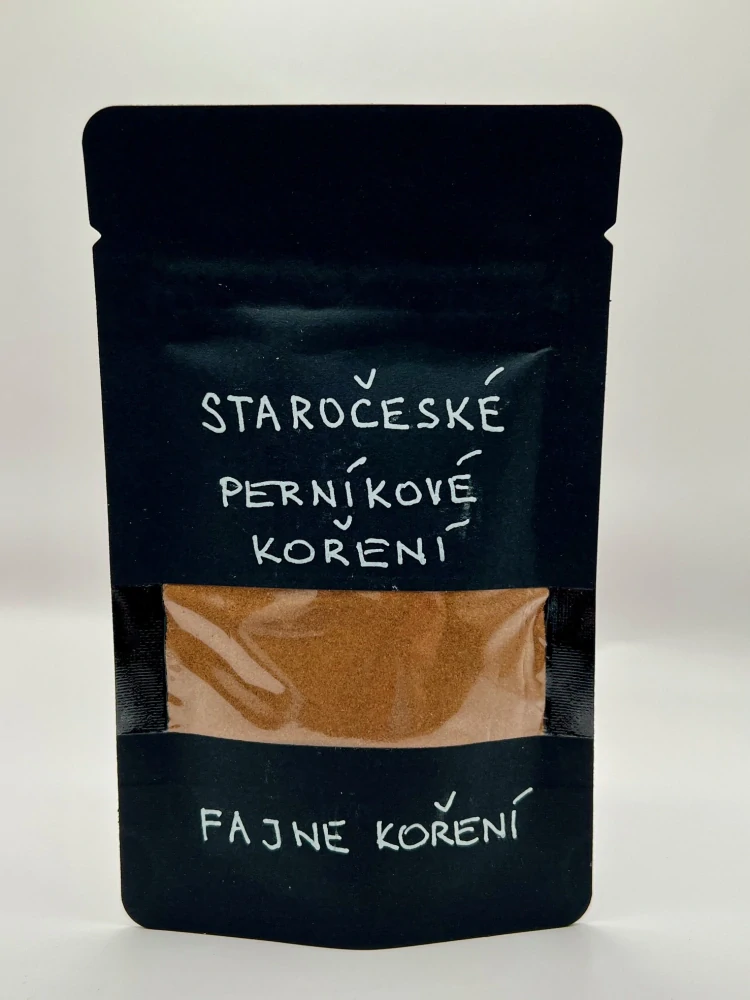 STAROČESKÉ
PERNÍKOVÉ
KOŘENÍ
FAJNE KOŘENÍ